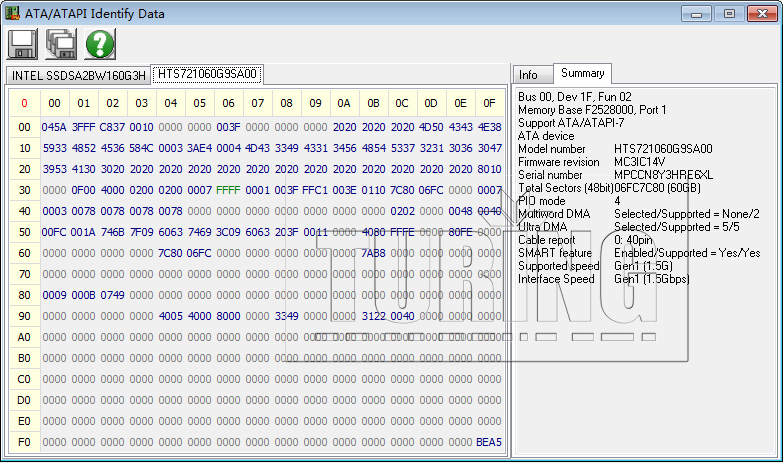 ATA/ATAPI Identify Data
INTEL SSDSA2BW160G3H HTS721060G9SA00
0 00 01 02 03 04 05 06 07 08 09 0A 0B 0C 0D 0E 0F
00 045A 3FFF C837 0010 0000 0000 003F 0000 0000 0000 2020 2020 2020 4D50 4343 4E38
10 5933 4852 4536 584C 0003 3AE4 0004 4D43 3349 4331 3456 4854 5337 3231 3036 3047
20 3953 4130 3020 2020 2020 2020 2020 2020 2020 2020 2020 2020 2020 2020 2020 8010
30 0000 0F00 4000 0200 0200 0007 FFFF 0001 003F FFC1 003E 0110 7C80 06FC 0000 0007
40 0003 0078 0078 0078 0078 0000 0000 0000 0000 0000 0000 0000 0202 0000 0048 0040
50 00FC 001A 746B 7F09 6063 7469 3C09 6063 203F 0011 0000 4080 FFFE 0000 80FE 0000
60 0000 0000 0000 0000 7C80 06FC 0000 0000 0000 0000 0000 7AB8 0000 0000 0000 0000
70 0000 0000 0000 0000 0000 0000 0000 0000 0000 0000 0000 0000 0000 0000 0000 0000
80 0009 000B 0749 0000 0000 0000 0000 0000 0000 0000 0000 0000 0000 0000 0000 0000
90 0000 0000 0000 0000 4005 4000 8000 0000 3349 0000 0000 3122 0040 0000 0000 0000
A0 0000 0000 0000 0000 0000 0000 0000 0000 0000 0000 0000 0000 0000 0000 0000 0000
B0 0000 0000 0000 0000 0000 0000 0000 0000 0000 0000 0000 0000 0000 0000 0000 0000
C0 0000 0000 0000 0000 0000 0000 0000 0000 0000 0000 0000 0000 0000 0000 0000 0000
D0 0000 0000 0000 0000 0000 0000 0000 0000 0000 0000 0000 0000 0000 0000 0000 0000
E0 0000 0000 0000 0000 0000 0000 0000 0000 0000 0000 0000 0000 0000 0000 0000 0000
F0 0000 0000 0000 0000 0000 0000 0000 0000 0000 0000 0000 0000 0000 0000 0000 BEA5
Info Summary
Bus 00, Dev 1F, Fun 02
Memory Base F2528000, Port 1
Support ATA/ATAPI-7
ATA device
Model number HTS721060G9SA00
Firmware revision MC3IC14V
Serial number MPCCN8Y3HRE6XL
Total Sectors (48bit) 06FC7C80 (60GB)
PIO mode 4
Multiword DMA Selected/Supported = None/2
Ultra DMA Selected/Supported = 5/5
Cable report 0: 40pin
SMART feature Enabled/Supported = Yes/Yes
Supported speed Gen1 (1.5G)
Interface Speed Gen1 (1.5Gbps)
TURING